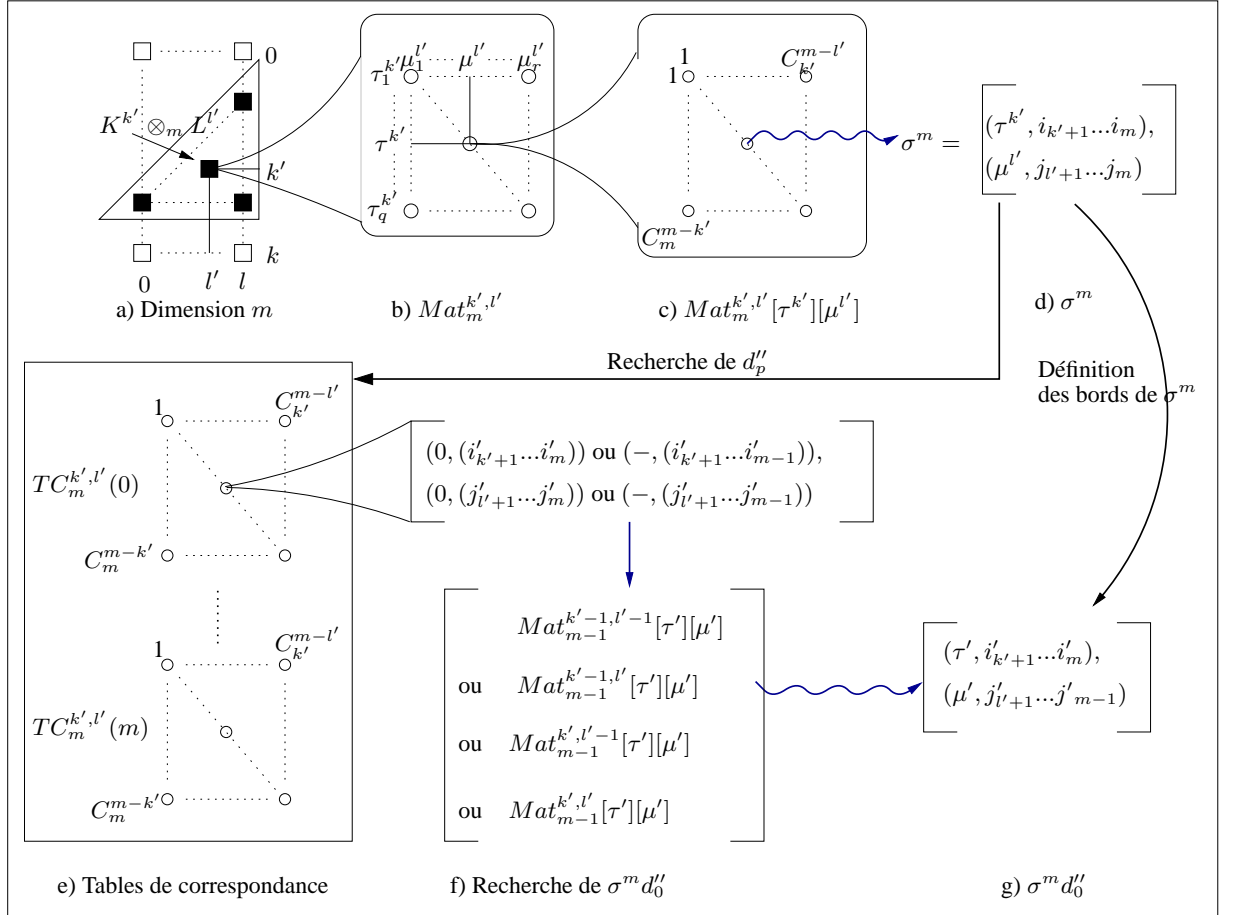 0
K^{k'} ⊗_m L^{l'}
k'
k
0 l' l
a) Dimension m
τ_1^{k'} μ_1^{l'} μ^{l'} μ_r^{l'}
τ^{k'}
τ_q^{k'}
b) Mat_m^{k',l'}
1
1
C_{k'}^{m-l'}
C_m^{m-k'}
c) Mat_m^{k',l'}[τ^{k'}][μ^{l'}]
σ^m =
(τ^{k'}, i_{k'+1}...i_m),
(μ^{l'}, j_{l'+1}...j_m)
d) σ^m
Recherche de d''_p
Définition
des bords de σ^m
1
C_{k'}^{m-l'}
TC_m^{k',l'}(0)
C_m^{m-k'}
1
C_{k'}^{m-l'}
TC_m^{k',l'}(m)
C_m^{m-k'}
e) Tables de correspondance
(0, (i'_{k'+1}...i'_m)) ou (−, (i'_{k'+1}...i'_{m-1})),
(0, (j'_{l'+1}...j'_m)) ou (−, (j'_{l'+1}...j'_{m-1}))
Mat_{m-1}^{k'-1,l'-1}[τ'][μ']
ou Mat_{m-1}^{k'-1,l'}[τ'][μ']
ou Mat_{m-1}^{k',l'-1}[τ'][μ']
ou Mat_{m-1}^{k',l'}[τ'][μ']
f) Recherche de σ^m d''_0
(τ', i'_{k'+1}...i'_m),
(μ', j'_{l'+1}...j'_{m-1})
g) σ^m d''_0